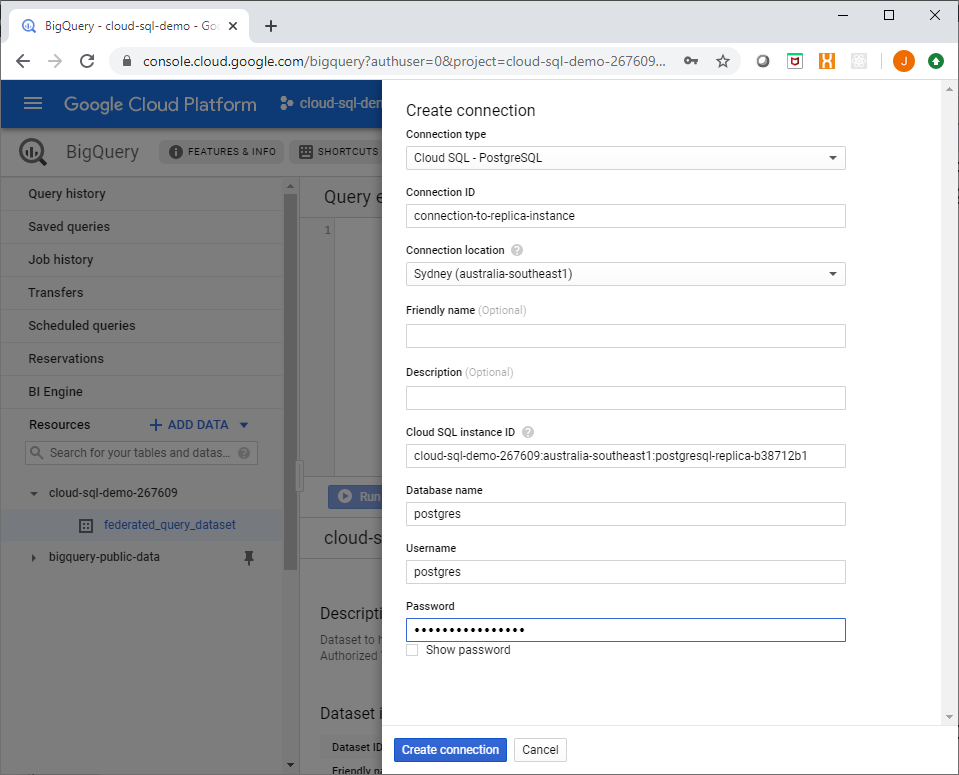 BigQuery - cloud-sql-demo - Goo
console.cloud.google.com/bigquery?authuser=0&project=cloud-sql-demo-267609...
J
Google Cloud Platform
cloud-sql-dem
BigQuery
FEATURES & INFO
SHORTCUTS
Query history
Saved queries
Job history
Transfers
Scheduled queries
Reservations
BI Engine
Resources
ADD DATA
Search for your tables and datas...
cloud-sql-demo-267609
federated_query_dataset
bigquery-public-data
Query e
1
Run
cloud-s
Descripti
Dataset to h
Authorized
Dataset i
Dataset ID
Friendly na
Create connection
Connection type
Cloud SQL - PostgreSQL
Connection ID
connection-to-replica-instance
Connection location ?
Sydney (australia-southeast1)
Friendly name (Optional)
Description (Optional)
Cloud SQL instance ID ?
cloud-sql-demo-267609:australia-southeast1:postgresql-replica-b38712b1
Database name
postgres
Username
postgres
Password
••••••••••••••••
Show password
Create connection
Cancel